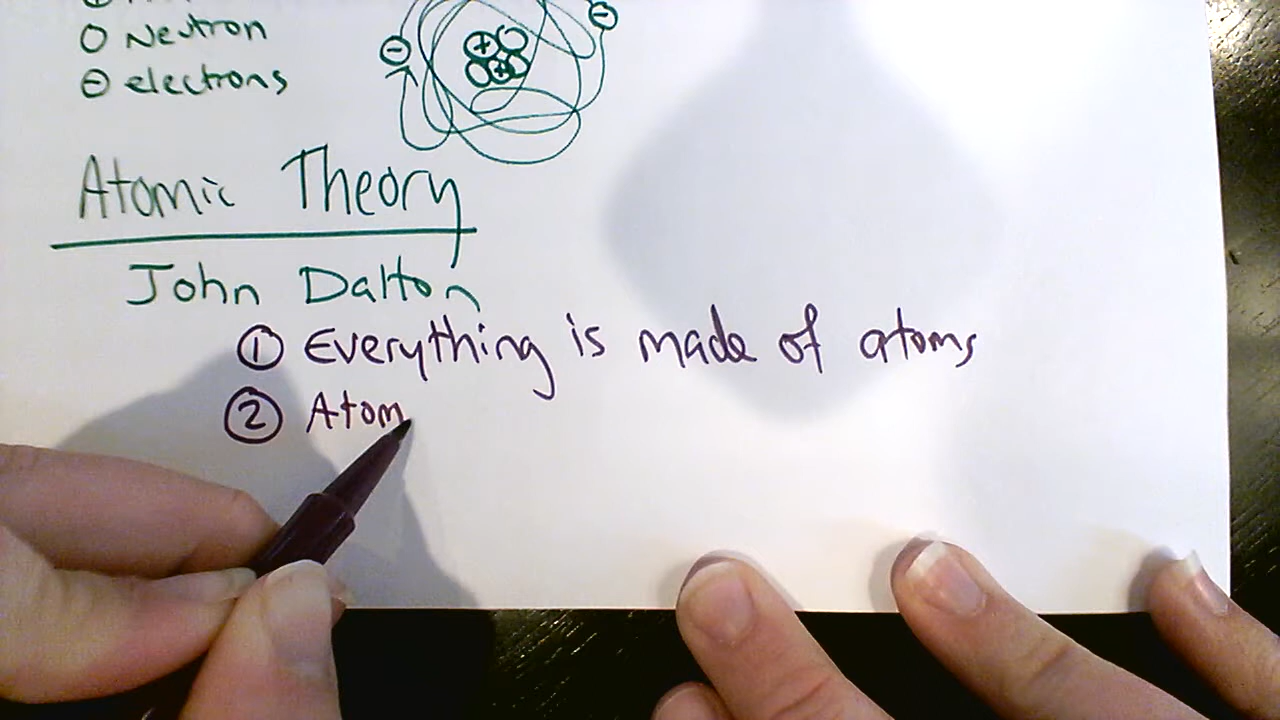 O Neutron
⊖ electrons
Atomic Theory
John Dalton
① Everything is made of atoms
② Atom